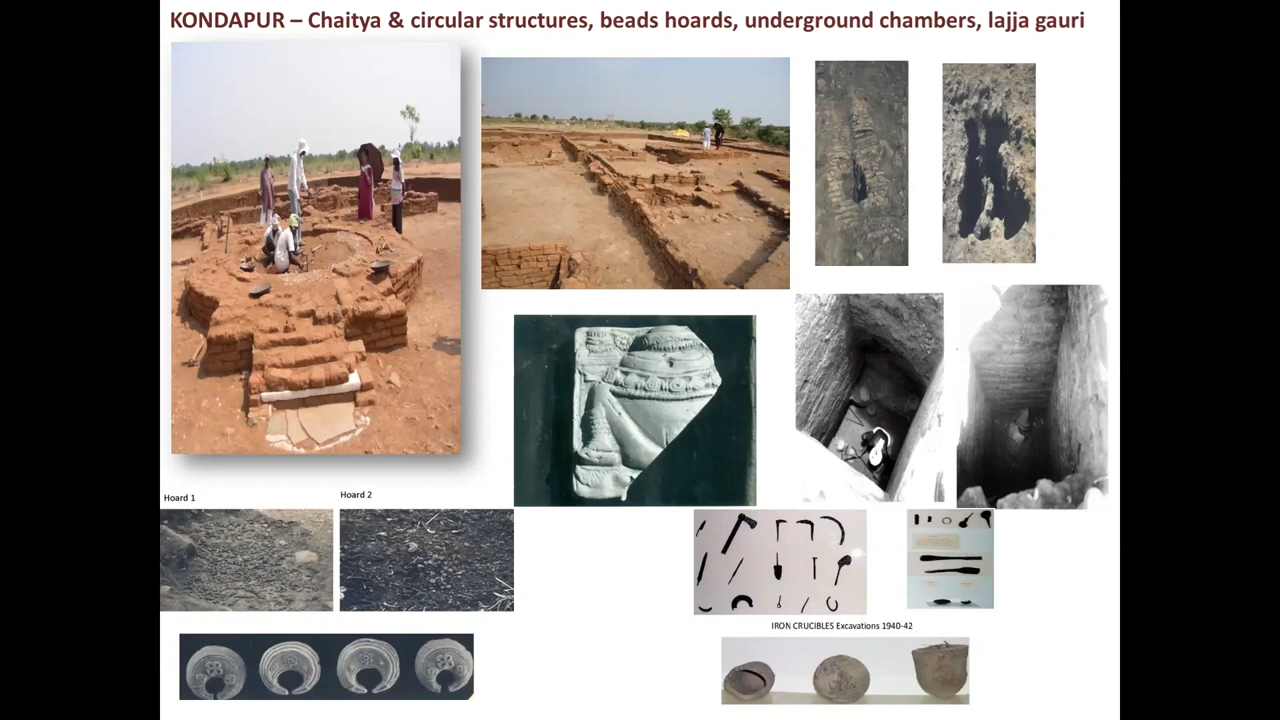 KONDAPUR – Chaitya & circular structures, beads hoards, underground chambers, lajja gauri
Hoard 1
Hoard 2
IRON CRUCIBLES Excavations 1940-42